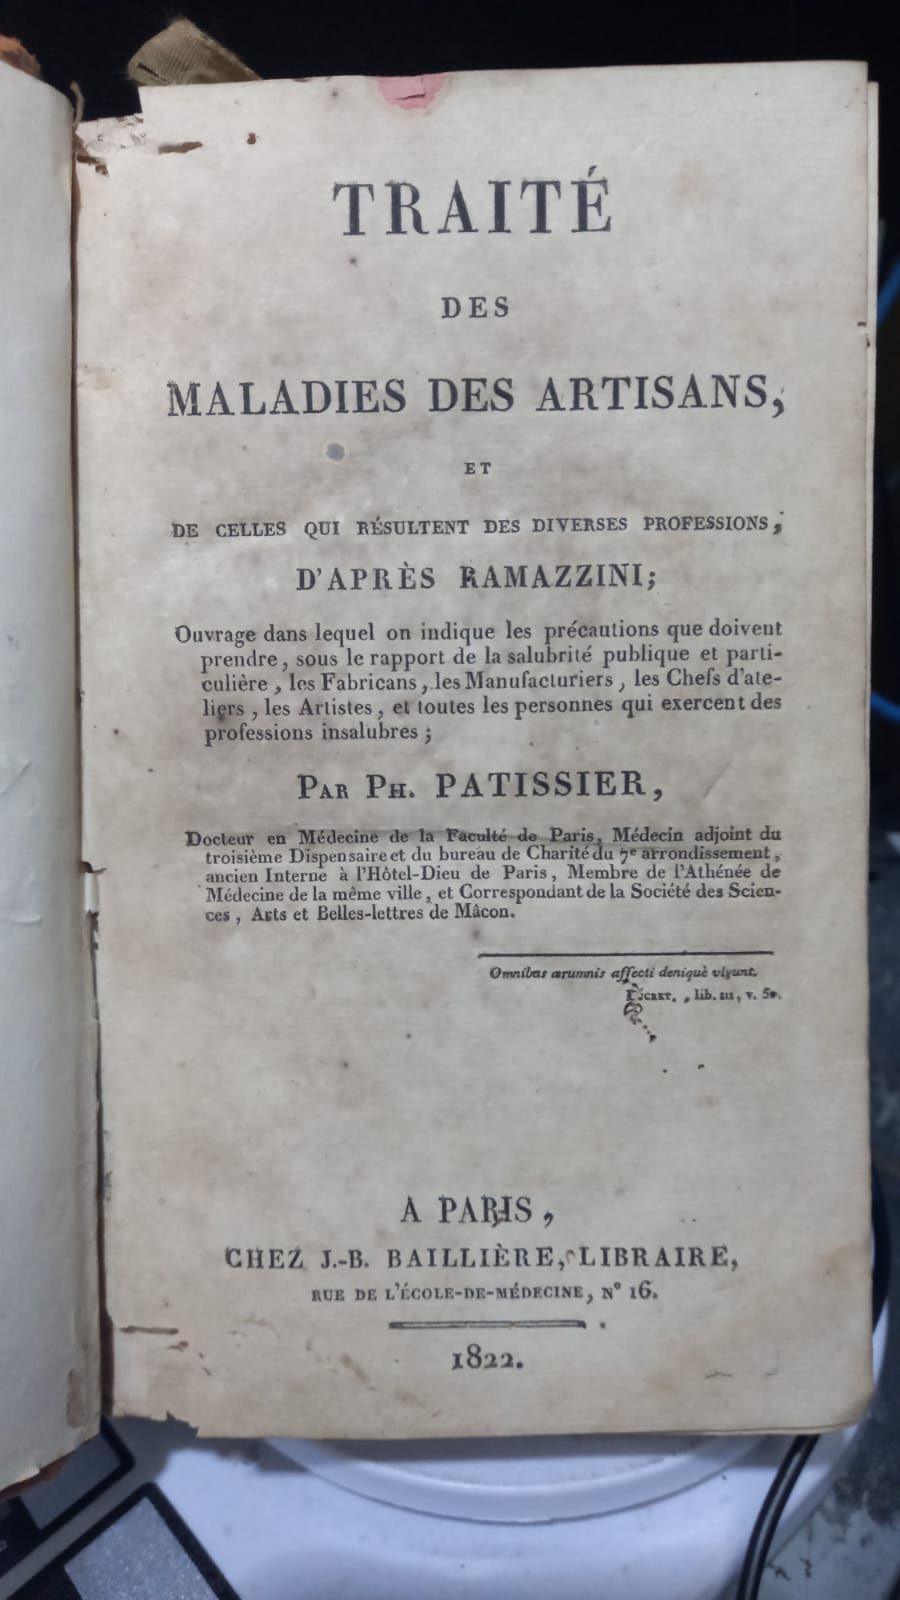 TRAITÉ
DES
MALADIES DES ARTISANS,
ET
DE CELLES QUI RÉSULTENT DES DIVERSES PROFESSIONS,
D'APRÈS RAMAZZINI;
Ouvrage dans lequel on indique les précautions que doivent
prendre, sous le rapport de la salubrité publique et parti-
culière, les Fabricans, les Manufacturiers, les Chefs d'ate-
liers, les Artistes, et toutes les personnes qui exercent des
professions insalubres;
PAR PH. PATISSIER,
Docteur en Médecine de la Faculté de Paris, Médecin adjoint du
troisième Dispensaire et du bureau de Charité du 7e arrondissement,
ancien Interne à l'Hôtel-Dieu de Paris, Membre de l'Athénée de
Médecine de la même ville, et Correspondant de la Société des Scien-
ces, Arts et Belles-lettres de Mâcon.
Omnibus ærumnis affecti deniquè vivunt.
lib. III, v.
A PARIS,
CHEZ J.-B. BAILLIÈRE, LIBRAIRE,
RUE DE L'ÉCOLE-DE-MÉDECINE, N° 16.
1822.